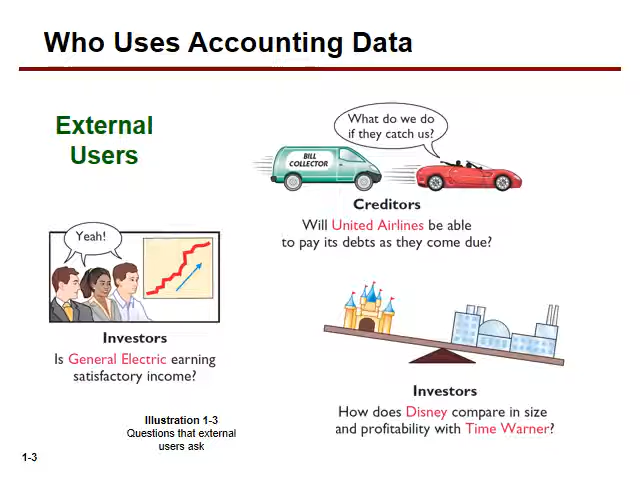 Who Uses Accounting Data
External
Users
What do we do
if they catch us?
BILL
COLLECTOR
Creditors
Will United Airlines be able
to pay its debts as they come due?
Yeah!
Investors
Is General Electric earning
satisfactory income?
Investors
How does Disney compare in size
and profitability with Time Warner?
Illustration 1-3
Questions that external
users ask
1-3